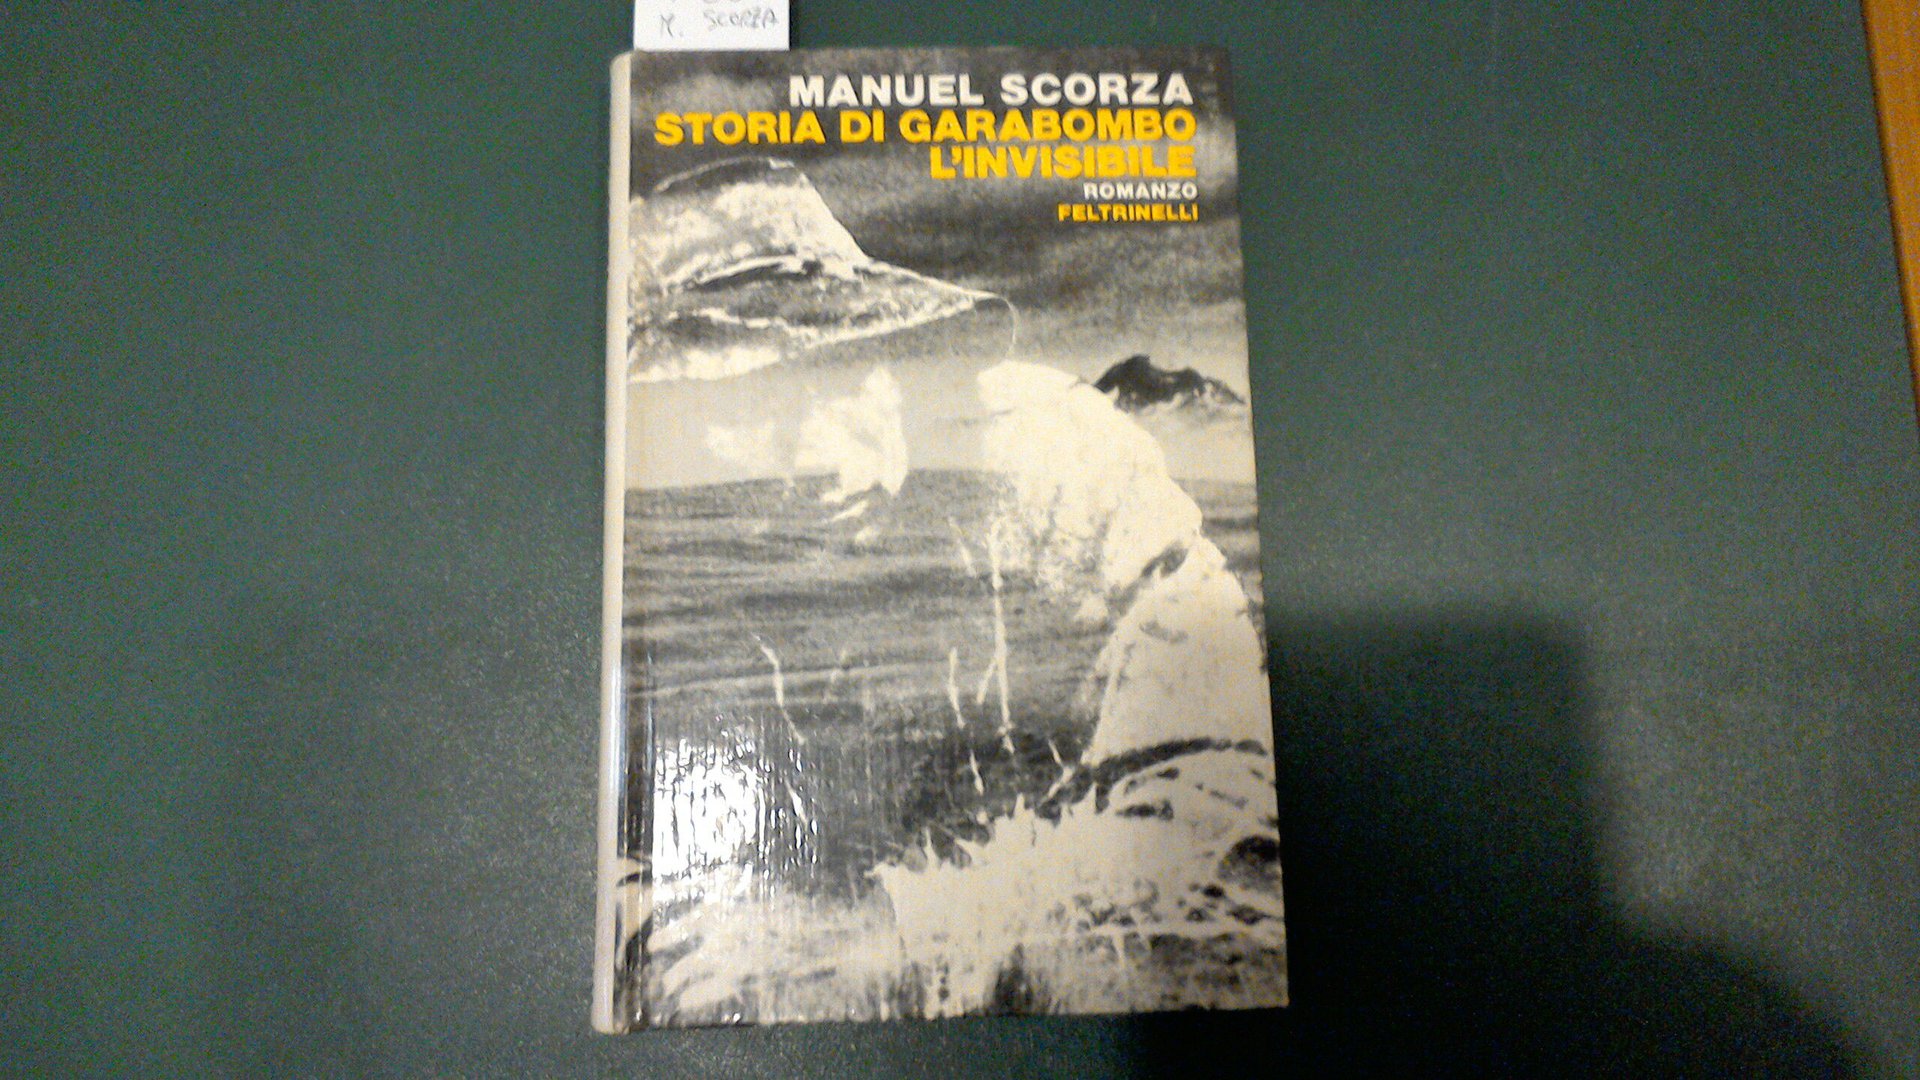 M. SCORZA
MANUEL SCORZA
STORIA DI GARABOMBO
L'INVISIBILE
ROMANZO
FELTRINELLI